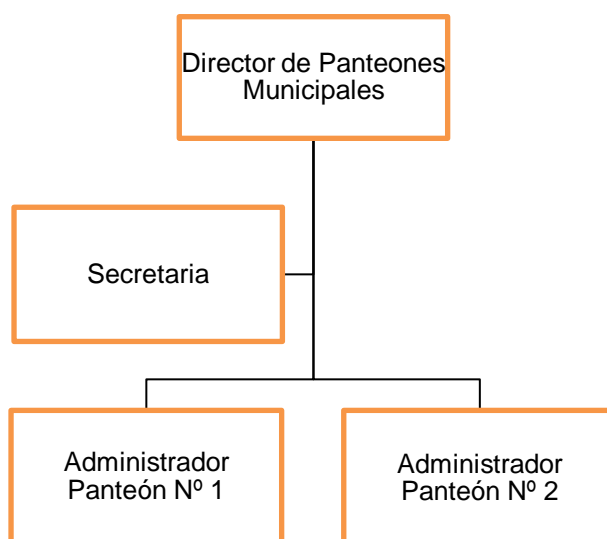 Director de Panteones
Municipales
Secretaria
Administrador
Panteón Nº 1
Administrador
Panteón Nº 2